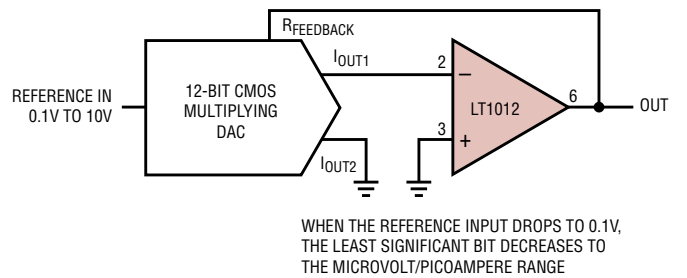 RFEEDBACK
IOUT1
REFERENCE IN
0.1V TO 10V
12-BIT CMOS
MULTIPLYING
DAC
IOUT2
2
−
3
+
LT1012
6
OUT
WHEN THE REFERENCE INPUT DROPS TO 0.1V,
THE LEAST SIGNIFICANT BIT DECREASES TO
THE MICROVOLT/PICOAMPERE RANGE